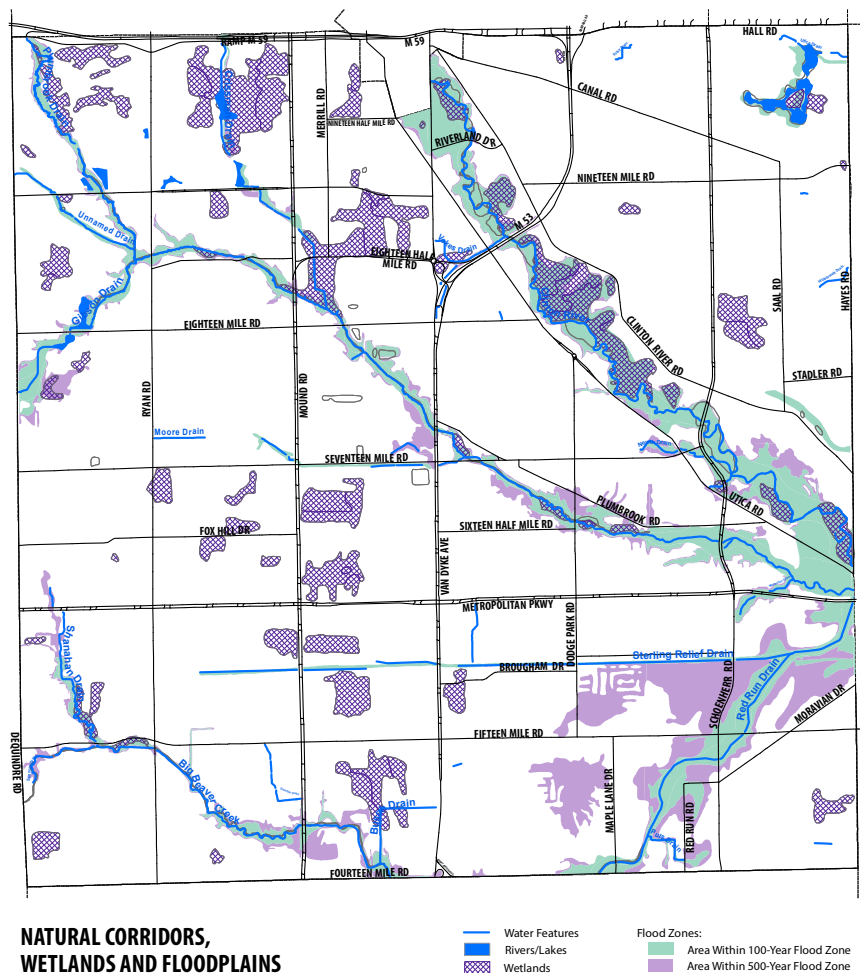 HALL RD
RAMP M 59
M 59
CANAL RD
MERRILL RD
NINETEEN HALF MILE RD
RIVERLAND DR
NINETEEN MILE RD
Unnamed Drain
M 53
EIGHTEEN HALF
MILE RD
Gibson Drain
SAAL RD
HAYES RD
EIGHTEEN MILE RD
CLINTON RIVER RD
STADLER RD
RYAN RD
MOUND RD
Moore Drain
SEVENTEEN MILE RD
UTICA RD
PLUMBROOK RD
SIXTEEN HALF MILE RD
FOX HILL DR
VAN DYKE AVE
METROPOLITAN PKWY
DODGE PARK RD
Shanahan Drain
Sterling Relief Drain
BROUGHAM DR
SCHOENHERR RD
Red Run Drain
MORAVIAN DR
DEQUINDRE RD
FIFTEEN MILE RD
Big Beaver Creek
MAPLE LANE DR
RED RUN RD
Drain
FOURTEEN MILE RD
NATURAL CORRIDORS,
WETLANDS AND FLOODPLAINS
Water Features
Rivers/Lakes
Wetlands
Flood Zones:
Area Within 100-Year Flood Zone
Area Within 500-Year Flood Zone